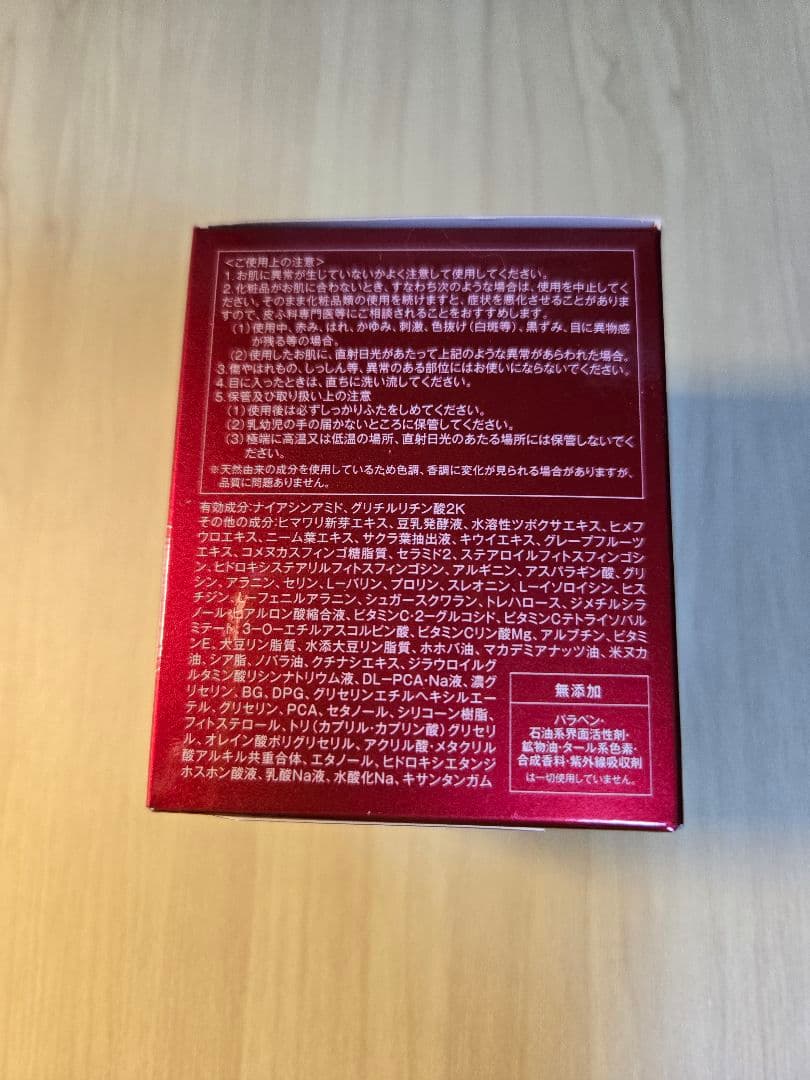 <ご使用上の注意>
1.お肌に異常が生じていないかよく注意して使用してください。
2.化粧品がお肌に合わないとき、すなわち次のような場合は、使用を中止してく
ださい。そのまま化粧品類の使用を続けますと、症状を悪化させることがありま
すので、皮ふ科専門医等にご相談されることをおすすめします。
(1)使用中、赤み、はれ、かゆみ、刺激、色抜け(白斑等)、黒ずみ、目に異物感
が残る等の場合。
(2)使用したお肌に、直射日光があたって上記のような異常があらわれた場合。
3.傷やはれもの、しっしん等、異常のある部位にはお使いにならないでください。
4.目に入ったときは、直ちに洗い流してください。
5.保管及び取り扱い上の注意
(1)使用後は必ずしっかりふたをしめてください。
(2)乳幼児の手の届かないところに保管してください。
(3)極端に高温又は低温の場所、直射日光のあたる場所には保管しないでく
ださい。
※天然由来の成分を使用しているため色調、香調に変化が見られる場合がありますが、
品質に問題ありません。
有効成分:ナイアシンアミド、グリチルリチン酸2K
その他の成分:ヒマワリ新芽エキス、豆乳発酵液、水溶性ツボクサエキス、ヒメフ
ウロエキス、ニーム葉エキス、サクラ葉抽出液、キウイエキス、グレープフルーツ
エキス、コメヌカスフィンゴ糖脂質、セラミド2、ステアロイルフィトスフィンゴシ
ン、ヒドロキシステアリルフィトスフィンゴシン、アルギニン、アスパラギン酸、グリ
シン、アラニン、セリン、L-バリン、プロリン、スレオニン、L-イソロイシン、ヒス
チジン、L-フェニルアラニン、シュガースクワラン、トレハロース、ジメチルシラ
ノール・ヒアルロン酸縮合液、ビタミンC・2-グルコシド、ビタミンCテトライソパル
ミテート、3-O-エチルアスコルビン酸、ビタミンCリン酸Mg、アルブチン、ビタミ
ンE、大豆リン脂質、水添大豆リン脂質、ホホバ油、マカデミアナッツ油、米ヌカ
油、シア脂、ノバラ油、クチナシエキス、ジラウロイルグ
ルタミン酸リシンナトリウム液、DL-PCA・Na液、濃グ
リセリン、BG、DPG、グリセリンエチルヘキシルエー
テル、グリセリン、PCA、セタノール、シリコーン樹脂、
フィトステロール、トリ(カプリル・カプリン酸)グリセリ
ル、オレイン酸ポリグリセリル、アクリル酸・メタクリル
酸アルキル共重合体、エタノール、ヒドロキシエタンジ
ホスホン酸液、乳酸Na液、水酸化Na、キサンタンガム
無添加
パラベン・
石油系界面活性剤・
鉱物油・タール系色素・
合成香料・紫外線吸収剤
は一切使用していません。